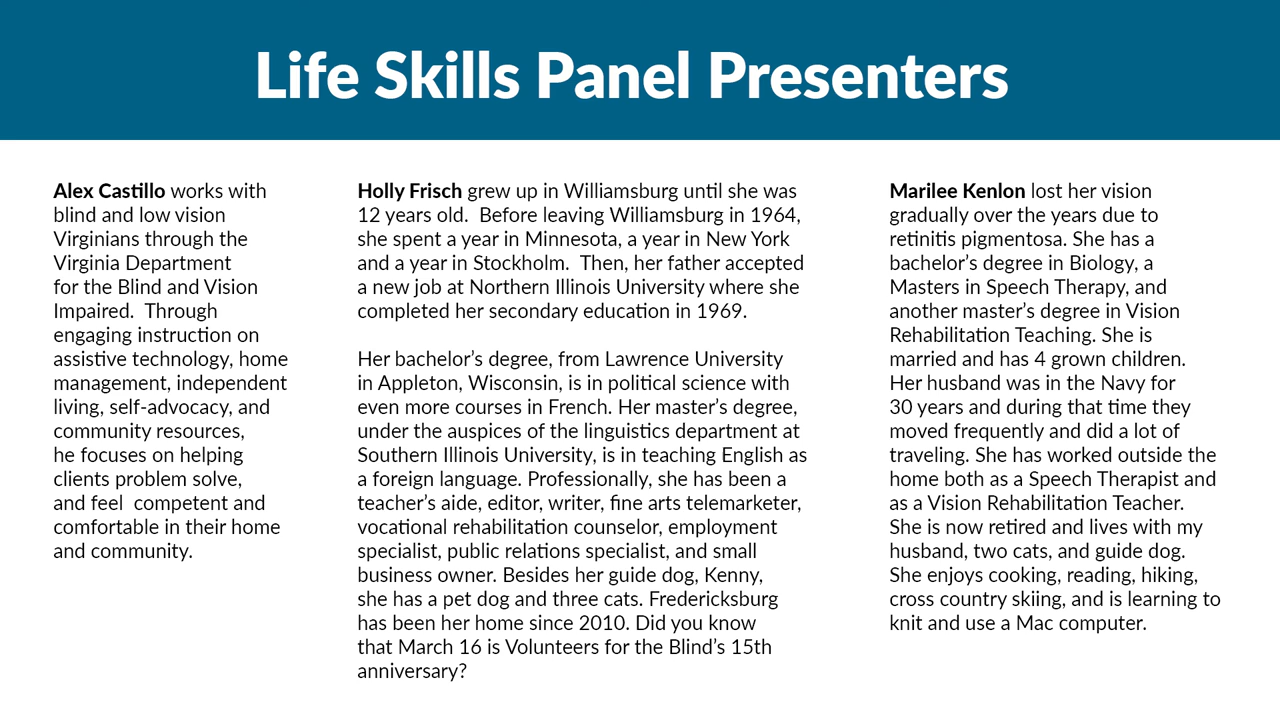 Life Skills Panel Presenters
Alex Castillo works with
blind and low vision
Virginians through the
Virginia Department
for the Blind and Vision
Impaired.  Through
engaging instruction on
assistive technology, home
management, independent
living, self-advocacy, and
community resources,
he focuses on helping
clients problem solve,
and feel  competent and
comfortable in their home
and community.
Holly Frisch grew up in Williamsburg until she was
12 years old.  Before leaving Williamsburg in 1964,
she spent a year in Minnesota, a year in New York
and a year in Stockholm.  Then, her father accepted
a new job at Northern Illinois University where she
completed her secondary education in 1969.
Her bachelor’s degree, from Lawrence University
in Appleton, Wisconsin, is in political science with
even more courses in French. Her master’s degree,
under the auspices of the linguistics department at
Southern Illinois University, is in teaching English as
a foreign language. Professionally, she has been a
teacher’s aide, editor, writer, fine arts telemarketer,
vocational rehabilitation counselor, employment
specialist, public relations specialist, and small
business owner. Besides her guide dog, Kenny,
she has a pet dog and three cats. Fredericksburg
has been her home since 2010. Did you know
that March 16 is Volunteers for the Blind’s 15th
anniversary?
Marilee Kenlon lost her vision
gradually over the years due to
retinitis pigmentosa. She has a
bachelor’s degree in Biology, a
Masters in Speech Therapy, and
another master’s degree in Vision
Rehabilitation Teaching. She is
married and has 4 grown children.
Her husband was in the Navy for
30 years and during that time they
moved frequently and did a lot of
traveling. She has worked outside the
home both as a Speech Therapist and
as a Vision Rehabilitation Teacher.
She is now retired and lives with my
husband, two cats, and guide dog.
She enjoys cooking, reading, hiking,
cross country skiing, and is learning to
knit and use a Mac computer.